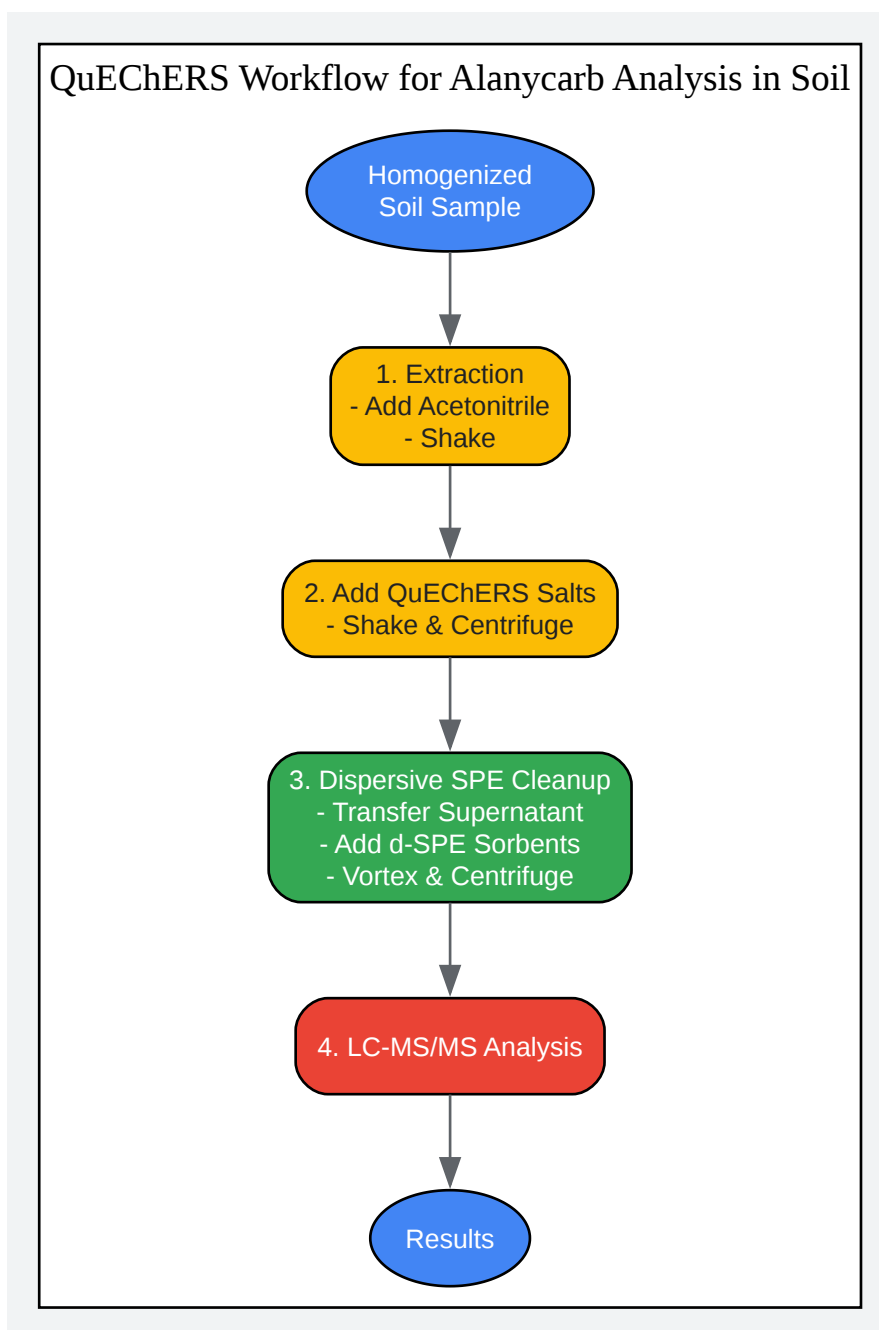 QuEChERS Workflow for Alanycarb Analysis in Soil
Homogenized
Soil Sample
1. Extraction
- Add Acetonitrile
- Shake
2. Add QuEChERS Salts
- Shake & Centrifuge
3. Dispersive SPE Cleanup
- Transfer Supernatant
- Add d-SPE Sorbents
- Vortex & Centrifuge
4. LC-MS/MS Analysis
Results